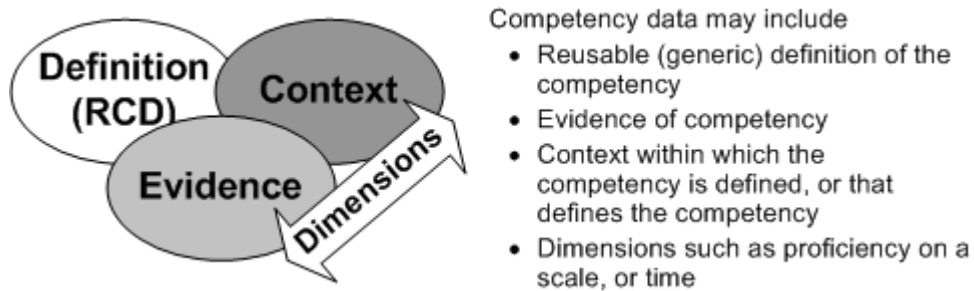 Definition
(RCD)
Context
Evidence
Dimensions
Competency data may include
• Reusable (generic) definition of the
competency
• Evidence of competency
• Context within which the
competency is defined, or that
defines the competency
• Dimensions such as proficiency on a
scale, or time